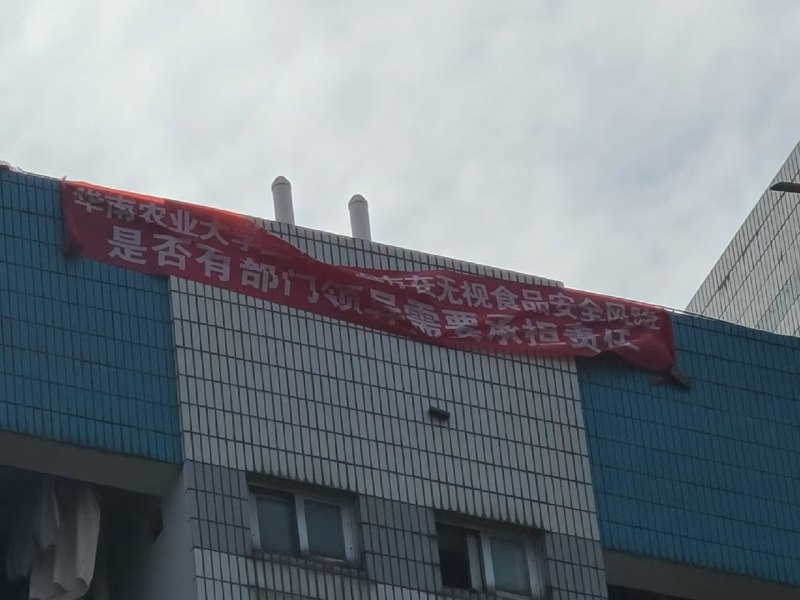 华南农业大学 无视食品安全风险
是否有部门领导需要承担责任